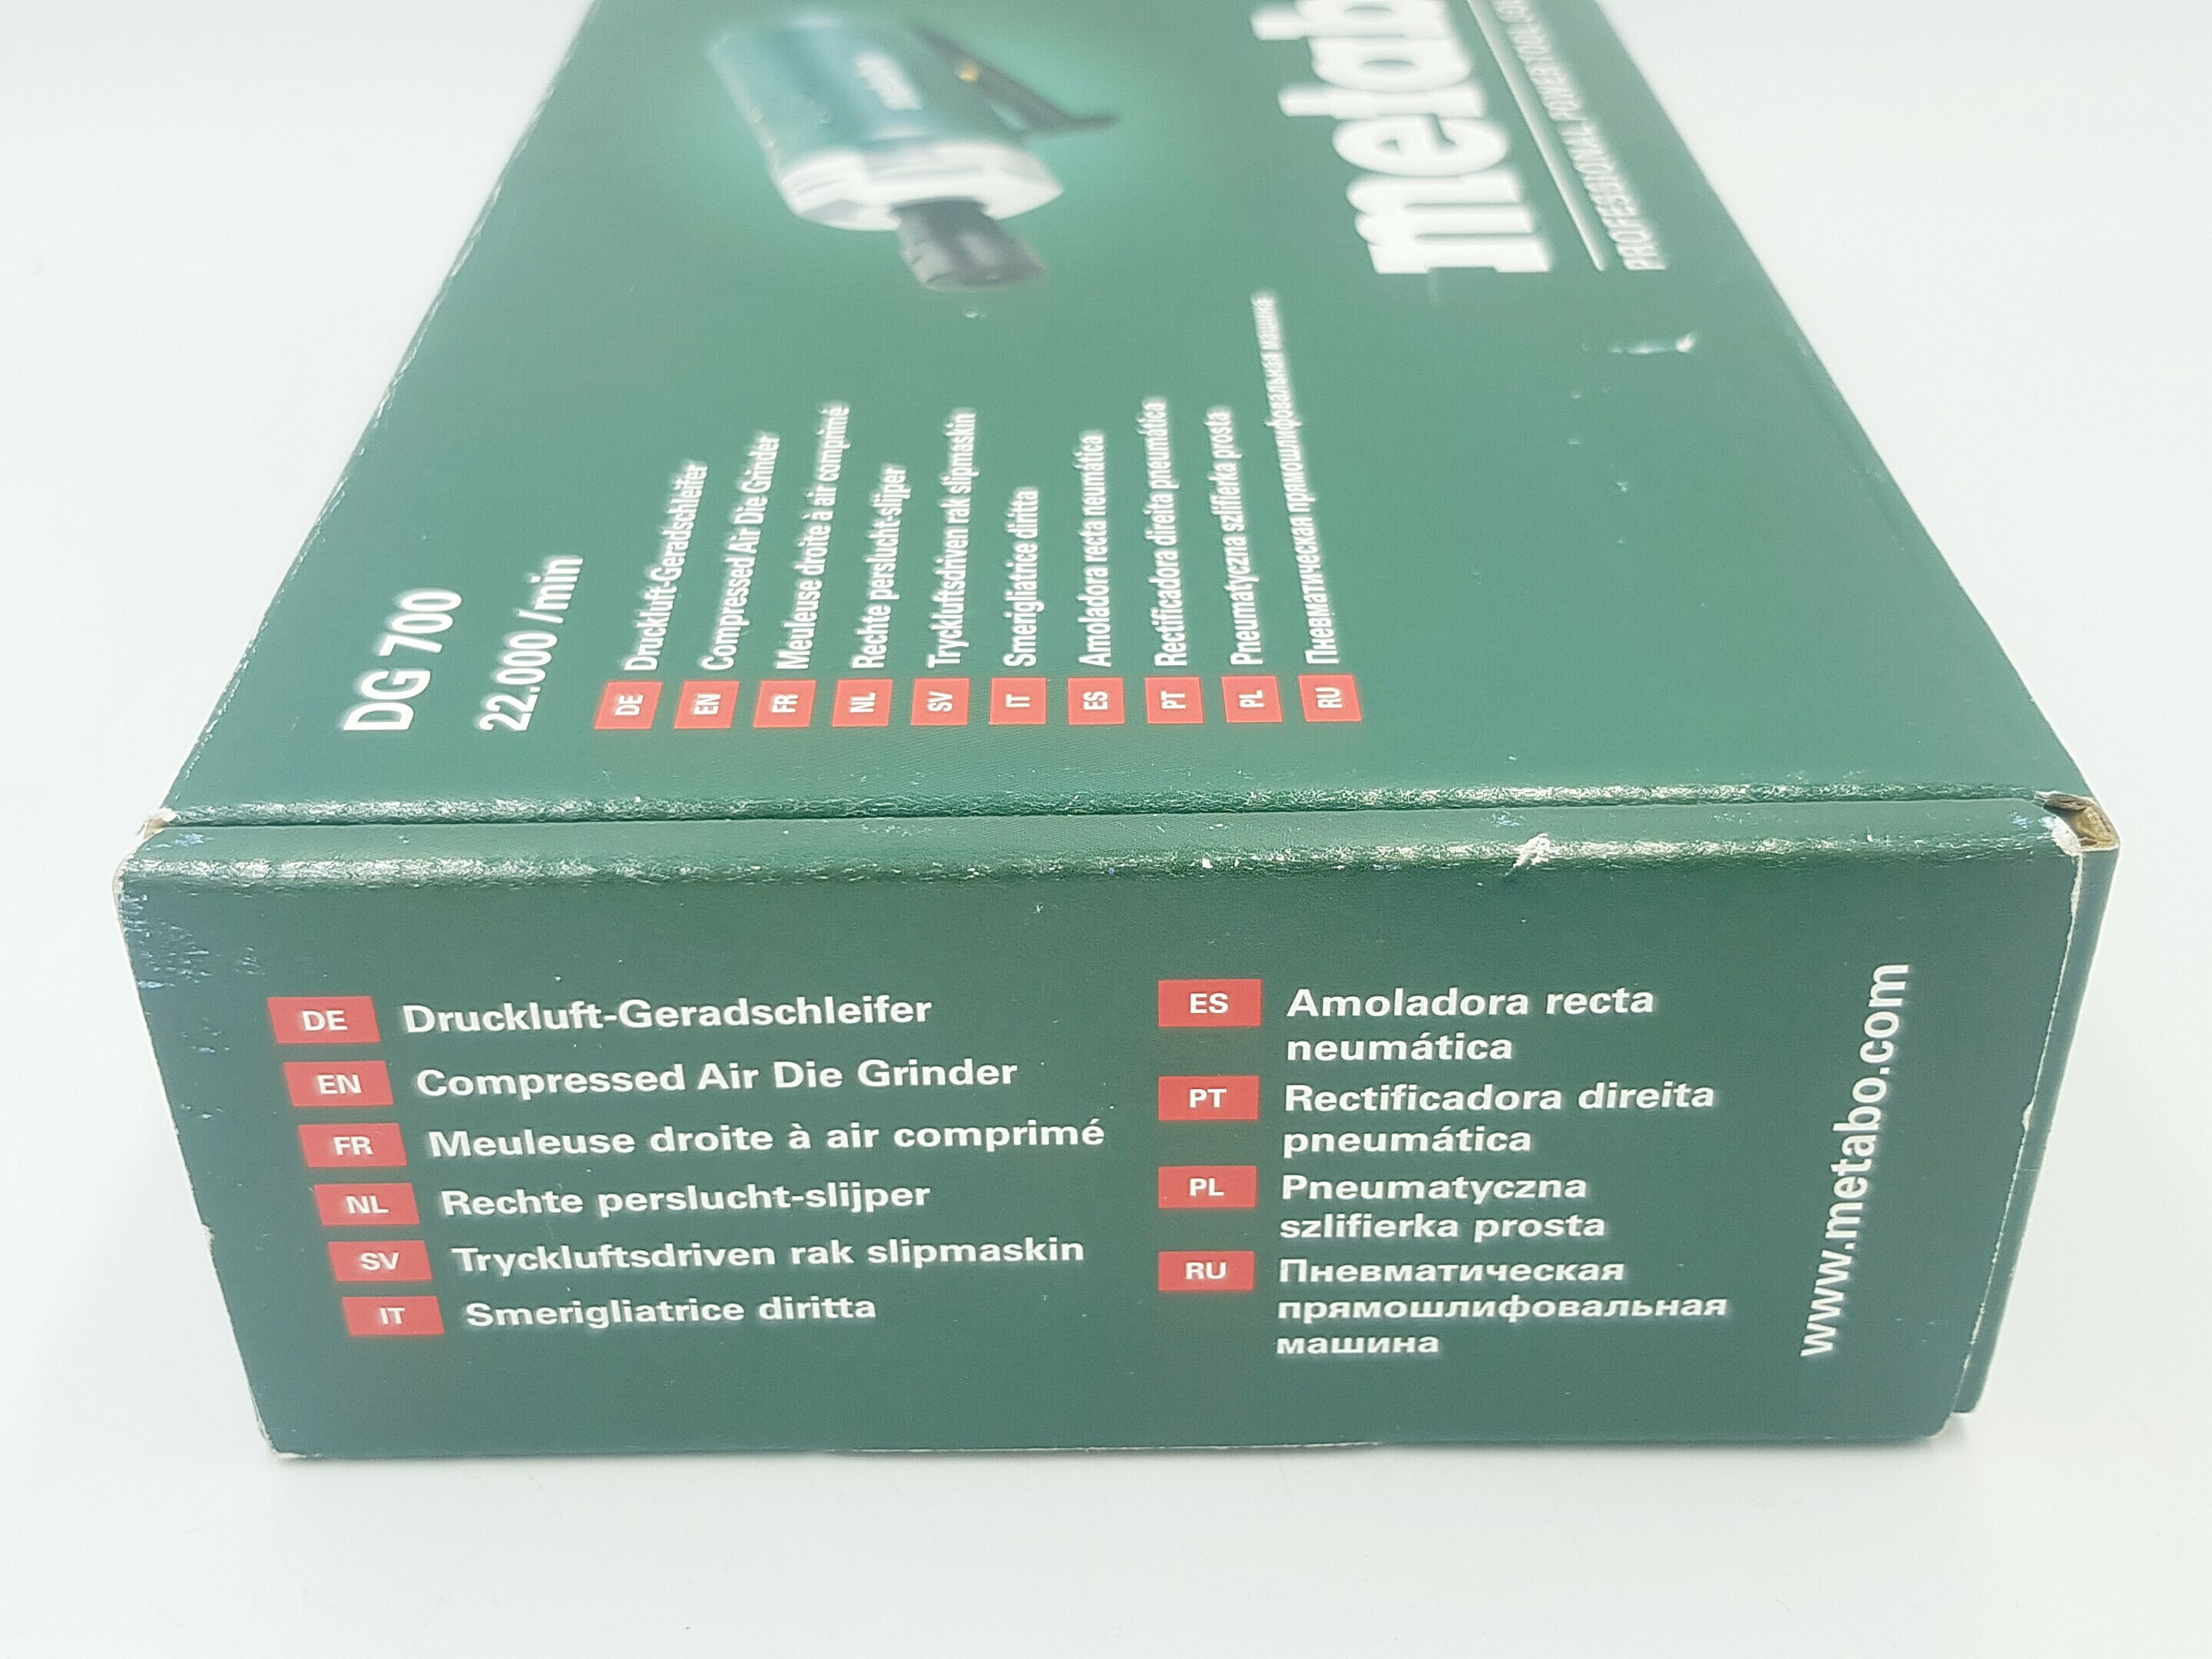 metab
PROFESSIONAL POWER TOOL
DG 700
22.000 /min
DE Druckluft-Geradschleifer
EN Compressed Air Die Grinder
FR Meuleuse droite à air comprimé
NL Rechte perslucht-slijper
SV Tryckluftsdriven rak slipmaskin
IT Smerigliatrice diritta
ES Amoladora recta neumática
PT Rectificadora direita pneumática
PL Pneumatyczna szlifierka prosta
RU Пневматическая прямошлифовальная машина
DE Druckluft-Geradschleifer
EN Compressed Air Die Grinder
FR Meuleuse droite à air comprimé
NL Rechte perslucht-slijper
SV Tryckluftsdriven rak slipmaskin
IT Smerigliatrice diritta
ES Amoladora recta
neumática
PT Rectificadora direita
pneumática
PL Pneumatyczna
szlifierka prosta
RU Пневматическая
прямошлифовальная
машина
www.metabo.com